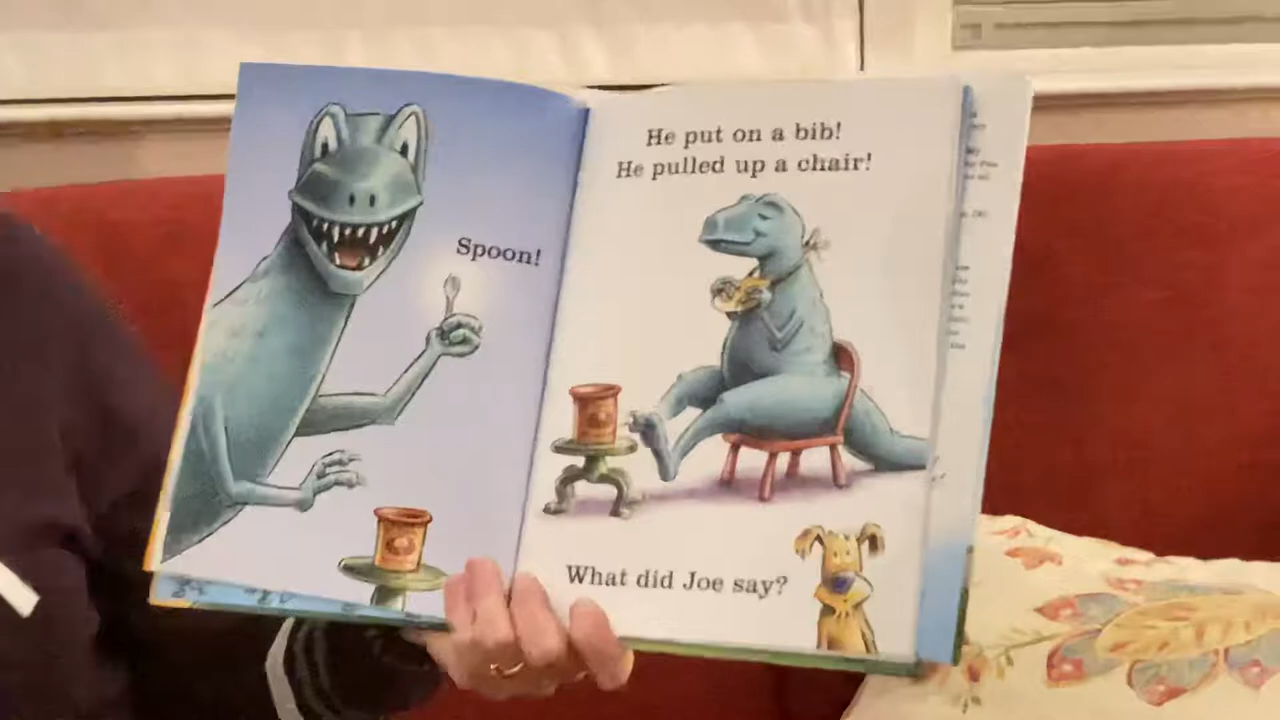 Spoon!
He put on a bib!
He pulled up a chair!
What did Joe say?